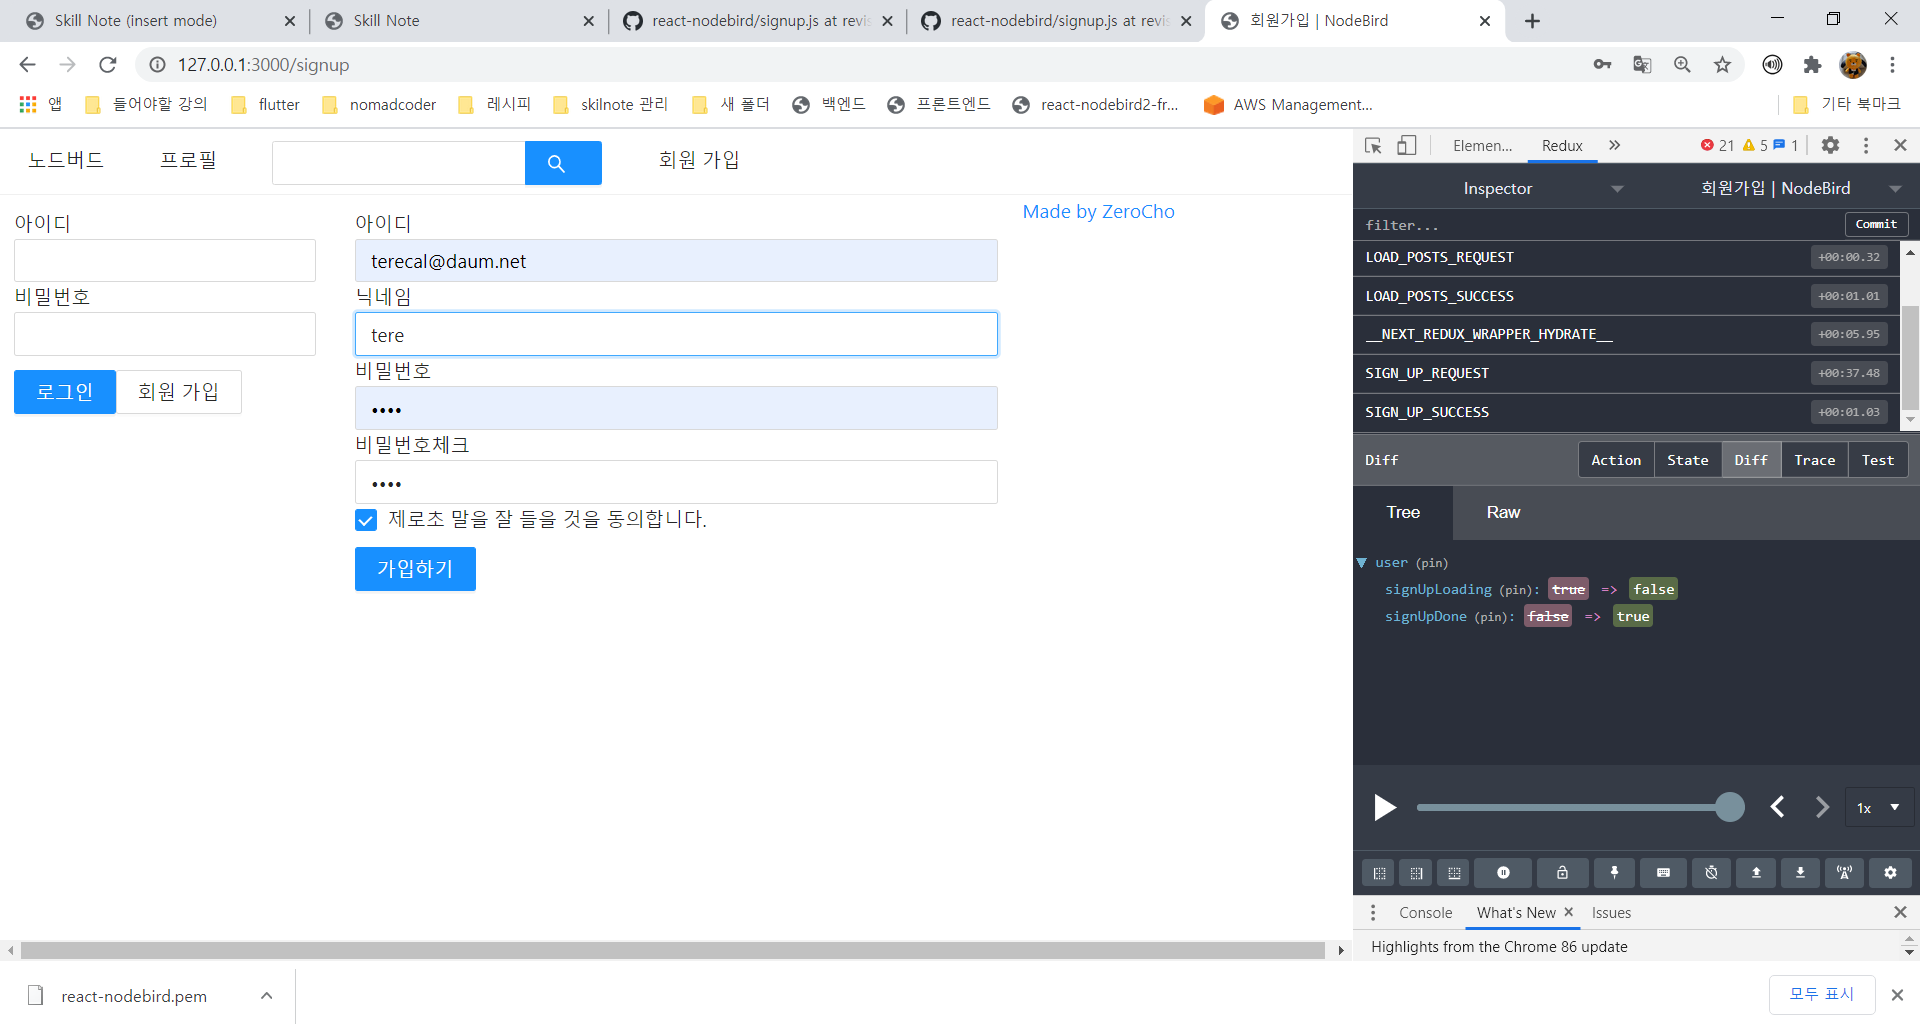 Skill Note (insert mode)
Skill Note
react-nodebird/signup.js at revis
react-nodebird/signup.js at revis
회원가입 | NodeBird
127.0.0.1:3000/signup
앱
들어야할 강의
flutter
nomadcoder
레시피
skilnote 관리
새 폴더
백엔드
프론트엔드
react-nodebird2-fr...
AWS Management...
기타 북마크
노드버드
프로필
회원 가입
아이디
비밀번호
로그인
회원 가입
아이디
terecal@daum.net
닉네임
tere
비밀번호
••••
비밀번호체크
••••
제로초 말을 잘 들을 것을 동의합니다.
가입하기
Made by ZeroCho
Elemen...
Redux
21
5
1
Inspector
회원가입 | NodeBird
filter...
Commit
LOAD_POSTS_REQUEST +00:00.32
LOAD_POSTS_SUCCESS +00:01.01
__NEXT_REDUX_WRAPPER_HYDRATE__ +00:05.95
SIGN_UP_REQUEST +00:37.48
SIGN_UP_SUCCESS +00:01.03
Diff
Action
State
Diff
Trace
Test
Tree
Raw
user (pin)
signUpLoading (pin): true => false
signUpDone (pin): false => true
1x
Console
What's New
Issues
Highlights from the Chrome 86 update
react-nodebird.pem
모두 표시